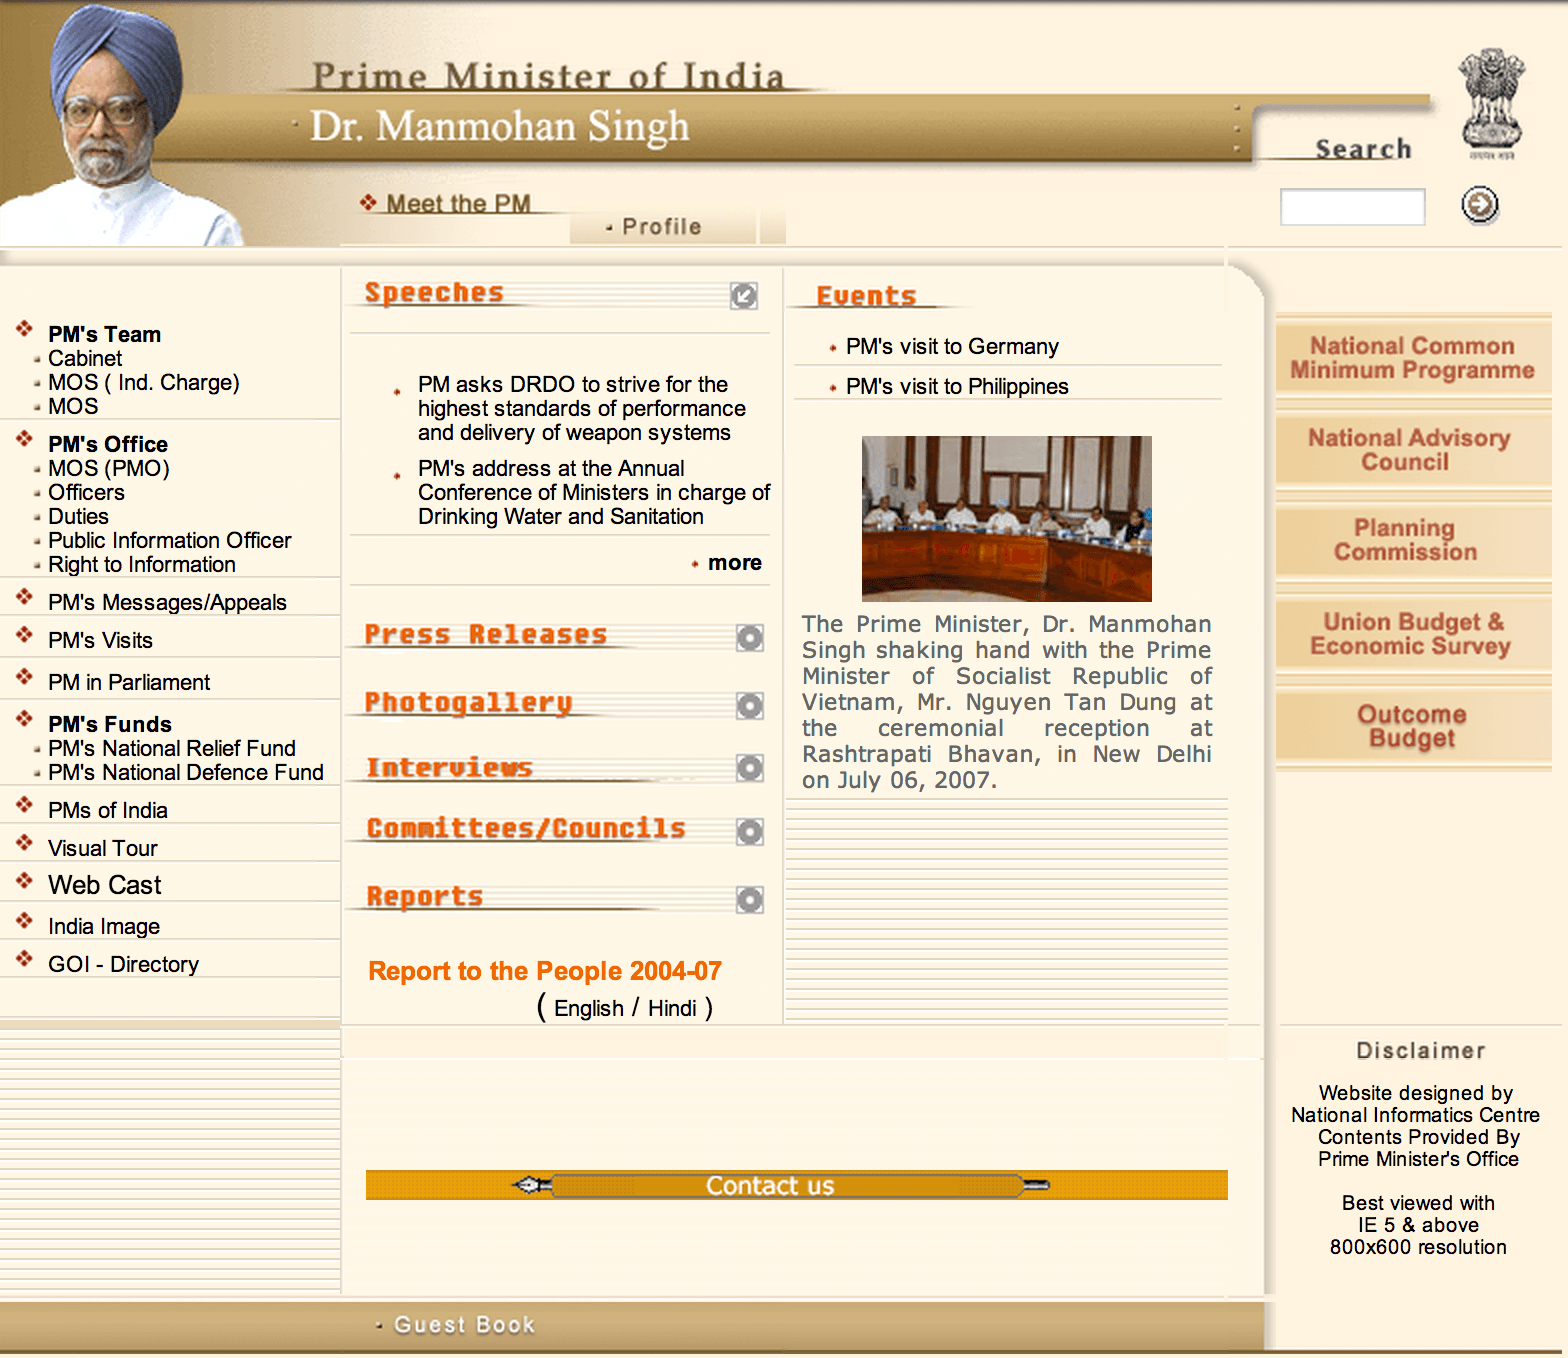 Prime Minister of India
Dr. Manmohan Singh
Search
सत्यमेव जयते
Meet the PM
Profile
PM's Team
Cabinet
MOS ( Ind. Charge)
MOS
PM's Office
MOS (PMO)
Officers
Duties
Public Information Officer
Right to Information
PM's Messages/Appeals
PM's Visits
PM in Parliament
PM's Funds
PM's National Relief Fund
PM's National Defence Fund
PMs of India
Visual Tour
Web Cast
India Image
GOI - Directory
Speeches
PM asks DRDO to strive for the
highest standards of performance
and delivery of weapon systems
PM's address at the Annual
Conference of Ministers in charge of
Drinking Water and Sanitation
more
Press Releases
Photogallery
Interviews
Committees/Councils
Reports
Report to the People 2004-07
( English / Hindi )
Events
PM's visit to Germany
PM's visit to Philippines
The Prime Minister, Dr. Manmohan
Singh shaking hand with the Prime
Minister of Socialist Republic of
Vietnam, Mr. Nguyen Tan Dung at
the ceremonial reception at
Rashtrapati Bhavan, in New Delhi
on July 06, 2007.
National Common
Minimum Programme
National Advisory
Council
Planning
Commission
Union Budget &
Economic Survey
Outcome
Budget
Disclaimer
Website designed by
National Informatics Centre
Contents Provided By
Prime Minister's Office
Best viewed with
IE 5 & above
800x600 resolution
Contact us
Guest Book